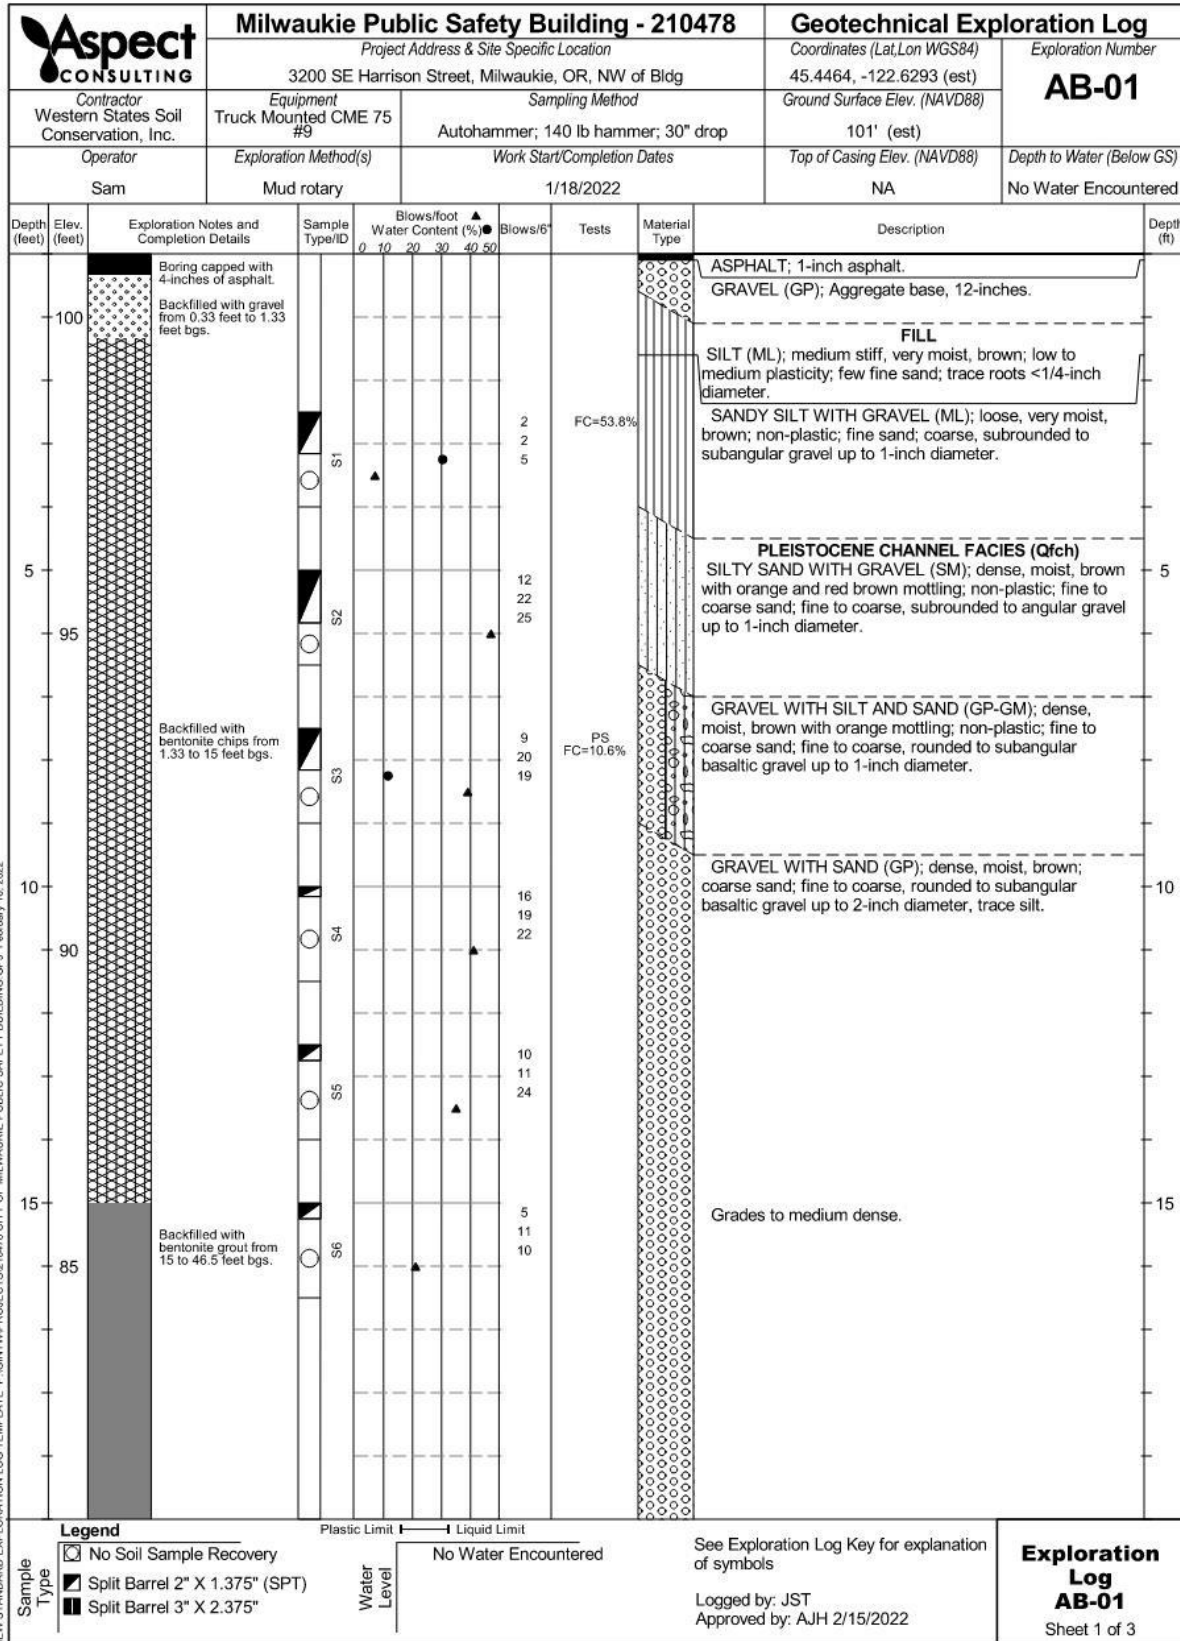 Aspect
CONSULTING
Milwaukie Public Safety Building - 210478
Geotechnical Exploration Log
Project Address & Site Specific Location
3200 SE Harrison Street, Milwaukie, OR, NW of Bldg
Coordinates (Lat,Lon WGS84)
45.4464, -122.6293 (est)
Exploration Number
AB-01
Contractor
Western States Soil
Conservation, Inc.
Equipment
Truck Mounted CME 75
#9
Sampling Method
Autohammer; 140 lb hammer; 30" drop
Ground Surface Elev. (NAVD88)
101' (est)
Operator
Sam
Exploration Method(s)
Mud rotary
Work Start/Completion Dates
1/18/2022
Top of Casing Elev. (NAVD88)
NA
Depth to Water (Below GS)
No Water Encountered
Depth
(feet)
Elev.
(feet)
Exploration Notes and
Completion Details
Sample
Type/ID
Blows/foot
Water Content (%)
0 10 20 30 40 50
Blows/6"
Tests
Material
Type
Description
Depth
(ft)
Boring capped with
4-inches of asphalt.
Backfilled with gravel
from 0.33 feet to 1.33
feet bgs.
100
ASPHALT; 1-inch asphalt.
GRAVEL (GP); Aggregate base, 12-inches.
FILL
SILT (ML); medium stiff, very moist, brown; low to
medium plasticity; few fine sand; trace roots <1/4-inch
diameter.
S1
2
2
5
FC=53.8%
SANDY SILT WITH GRAVEL (ML); loose, very moist,
brown; non-plastic; fine sand; coarse, subrounded to
subangular gravel up to 1-inch diameter.
5
95
S2
12
22
25
PLEISTOCENE CHANNEL FACIES (Qfch)
SILTY SAND WITH GRAVEL (SM); dense, moist, brown
with orange and red brown mottling; non-plastic; fine to
coarse sand; fine to coarse, subrounded to angular gravel
up to 1-inch diameter.
5
Backfilled with
bentonite chips from
1.33 to 15 feet bgs.
S3
9
20
19
PS
FC=10.6%
GRAVEL WITH SILT AND SAND (GP-GM); dense,
moist, brown with orange mottling; non-plastic; fine to
coarse sand; fine to coarse, rounded to subangular
basaltic gravel up to 1-inch diameter.
10
90
S4
16
19
22
GRAVEL WITH SAND (GP); dense, moist, brown;
coarse sand; fine to coarse, rounded to subangular
basaltic gravel up to 2-inch diameter, trace silt.
10
S5
10
11
24
15
85
Backfilled with
bentonite grout from
15 to 46.5 feet bgs.
S6
5
11
10
Grades to medium dense.
15
Legend
Sample
Type
No Soil Sample Recovery
Split Barrel 2" X 1.375" (SPT)
Split Barrel 3" X 2.375"
Plastic Limit
Liquid Limit
Water
Level
No Water Encountered
See Exploration Log Key for explanation
of symbols
Logged by: JST
Approved by: AJH 2/15/2022
Exploration
Log
AB-01
Sheet 1 of 3